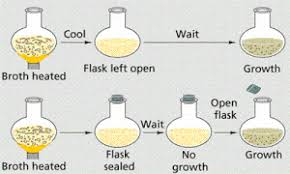 Cool
Wait
Broth heated
Flask left open
Growth
Wait
Open
flask
Broth heated
Flask
sealed
No
growth
Growth